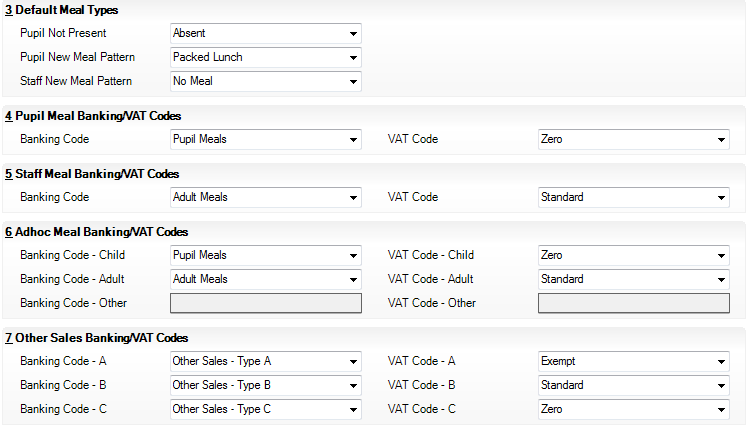 3 Default Meal Types
Pupil Not Present Absent
Pupil New Meal Pattern Packed Lunch
Staff New Meal Pattern No Meal
4 Pupil Meal Banking/VAT Codes
Banking Code Pupil Meals VAT Code Zero
5 Staff Meal Banking/VAT Codes
Banking Code Adult Meals VAT Code Standard
6 Adhoc Meal Banking/VAT Codes
Banking Code - Child Pupil Meals VAT Code - Child Zero
Banking Code - Adult Adult Meals VAT Code - Adult Standard
Banking Code - Other VAT Code - Other
7 Other Sales Banking/VAT Codes
Banking Code - A Other Sales - Type A VAT Code - A Exempt
Banking Code - B Other Sales - Type B VAT Code - B Standard
Banking Code - C Other Sales - Type C VAT Code - C Zero